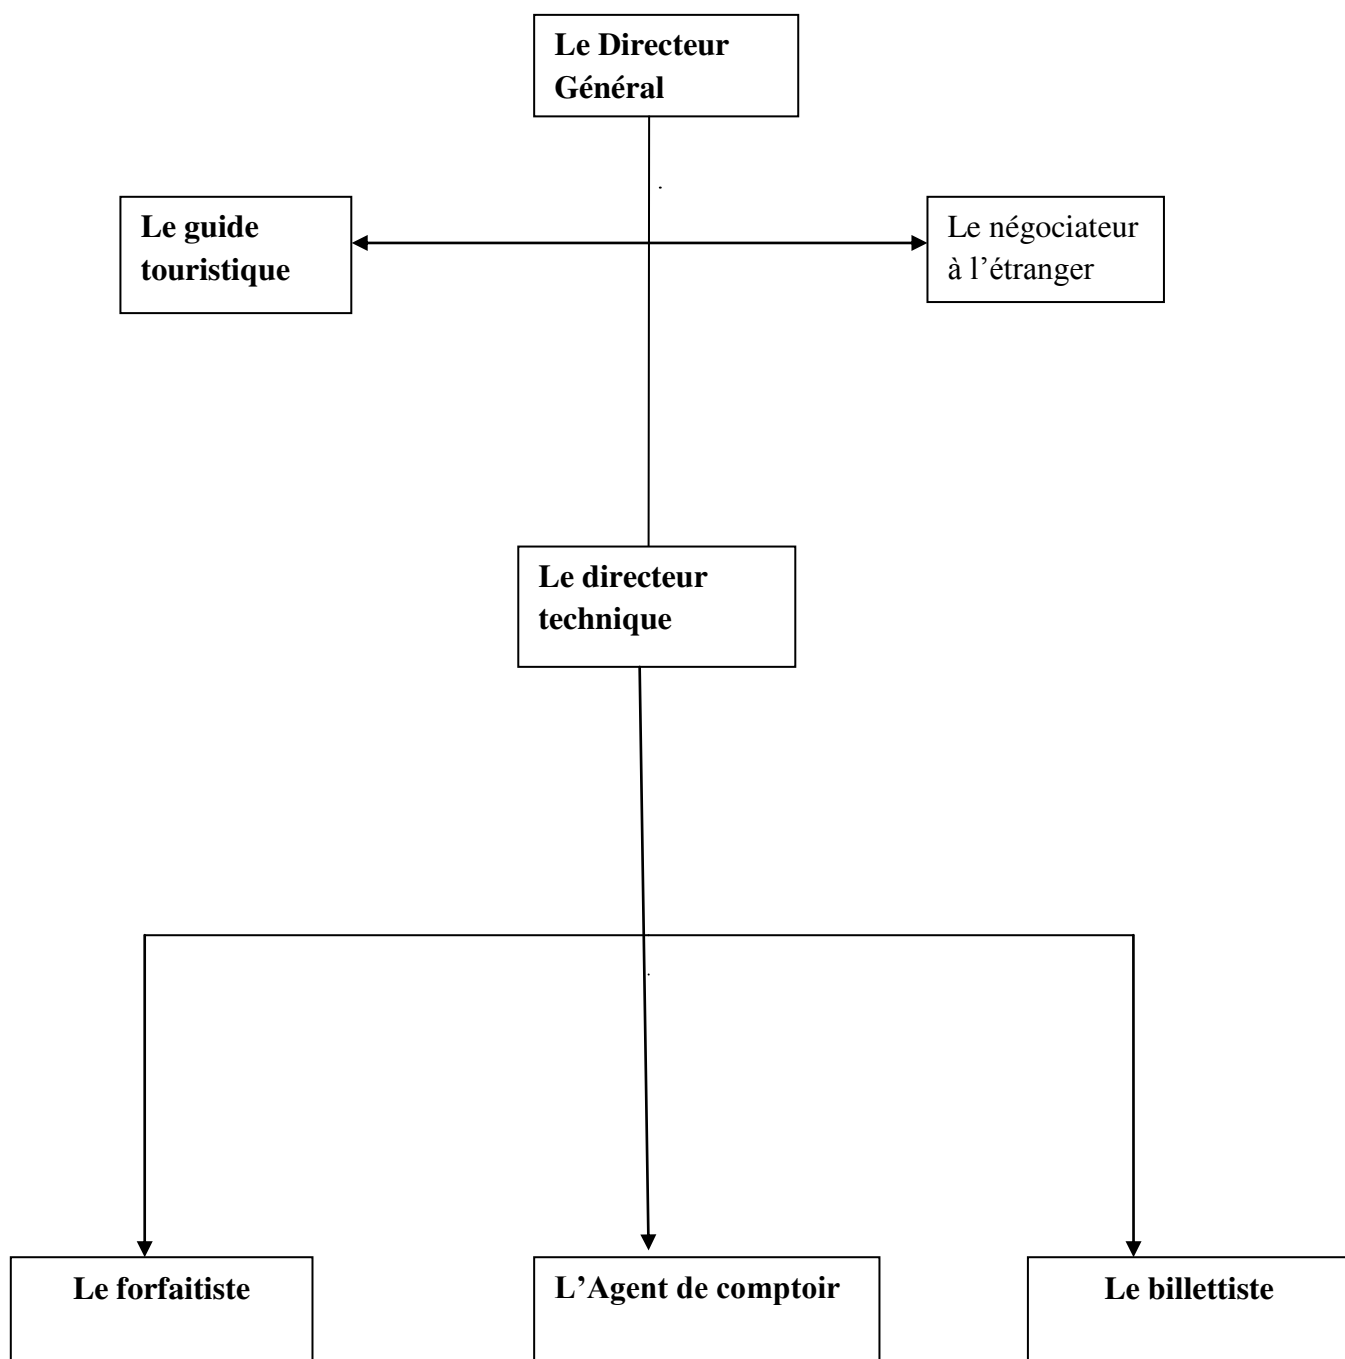 Le Directeur
Général
Le guide
touristique
Le négociateur
à l’étranger
Le directeur
technique
Le forfaitiste
L’Agent de comptoir
Le billettiste